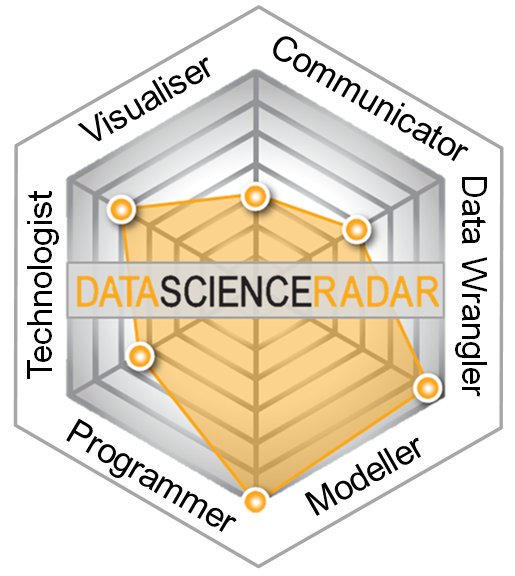 Visualiser
Communicator
Technologist
Data Wrangler
DATASCIENCERADAR
Programmer
Modeller